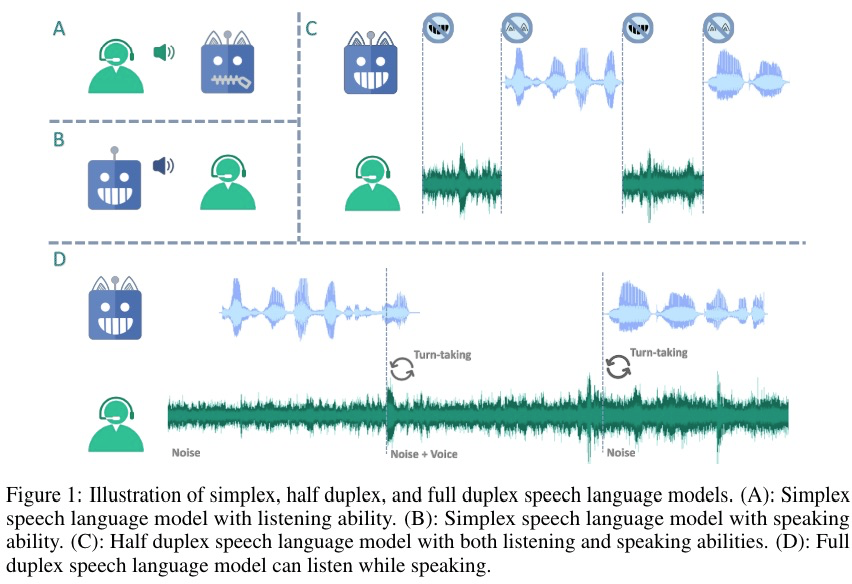 A
C
B
D
Turn-taking
Turn-taking
Noise
Noise + Voice
Noise
Figure 1: Illustration of simplex, half duplex, and full duplex speech language models. (A): Simplex
speech language model with listening ability. (B): Simplex speech language model with speaking
ability. (C): Half duplex speech language model with both listening and speaking abilities. (D): Full
duplex speech language model can listen while speaking.